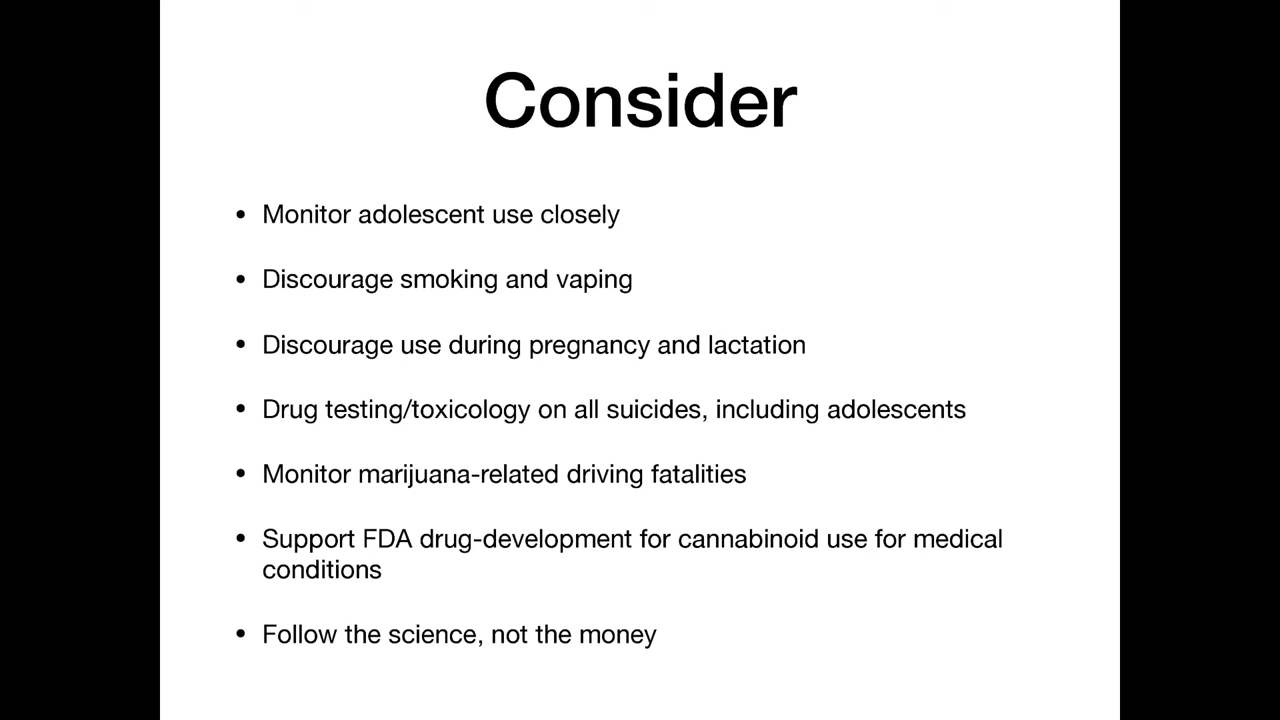 Consider
• Monitor adolescent use closely
• Discourage smoking and vaping
• Discourage use during pregnancy and lactation
• Drug testing/toxicology on all suicides, including adolescents
• Monitor marijuana-related driving fatalities
• Support FDA drug-development for cannabinoid use for medical
conditions
• Follow the science, not the money